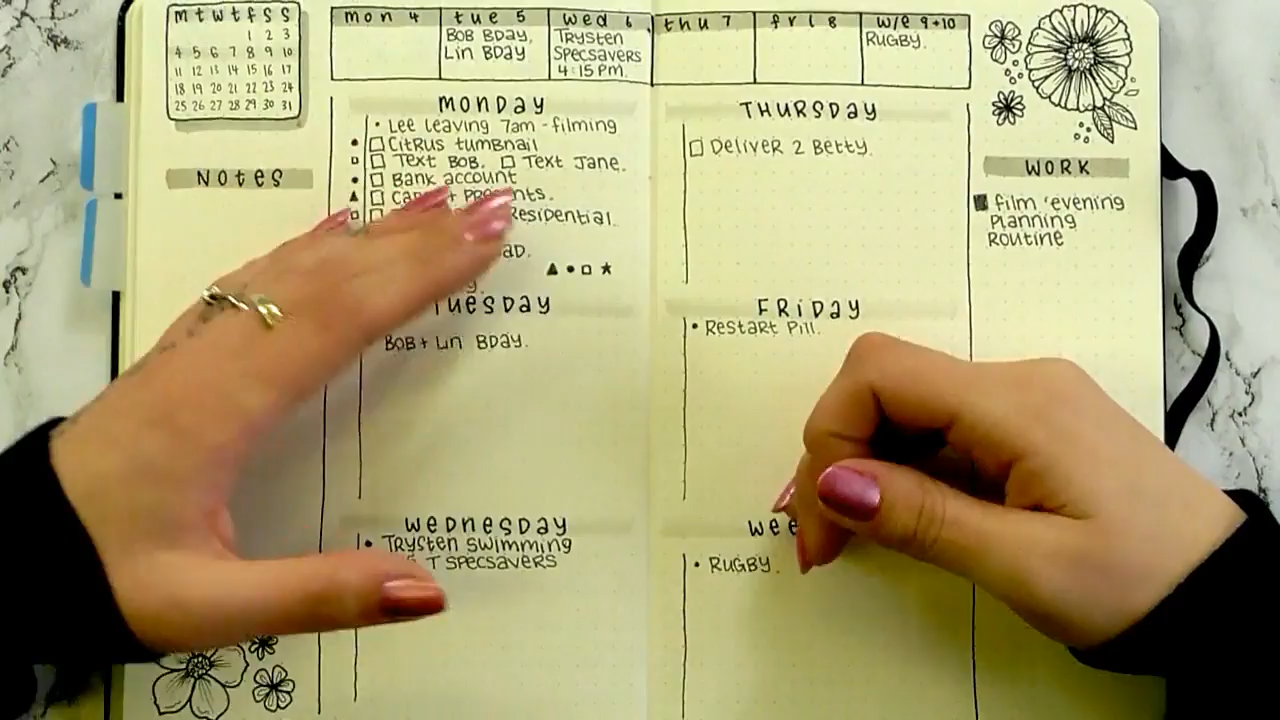 m t w t f s s
1 2 3
4 5 6 7 8 9 10
11 12 13 14 15 16 17
18 19 20 21 22 23 24
25 26 27 28 29 30 31
mon 4
tue 5
BOB BDAY.
Lin BDAY
wed 6
TRYSTEN
SPECSAVERS
4:15 PM.
thu 7
fri 8
w/e 9+10
RUGBY.
NOTES
MONDAY
• Lee Leaving 7am - filming
CITRUS TUMBNAIL
TEXT BOB. TEXT JANE.
BANK ACCOUNT
RESIDENTIAL.
TUESDAY
BOB + Lin BDAY.
WEDNESDAY
• TRYSTEN SWIMMING
T SPECSAVERS
THURSDAY
DELIVER 2 BETTY.
FRIDAY
• RESTART PILL.
• RUGBY.
WORK
FILM 'EVENING
PLANNING
ROUTINE